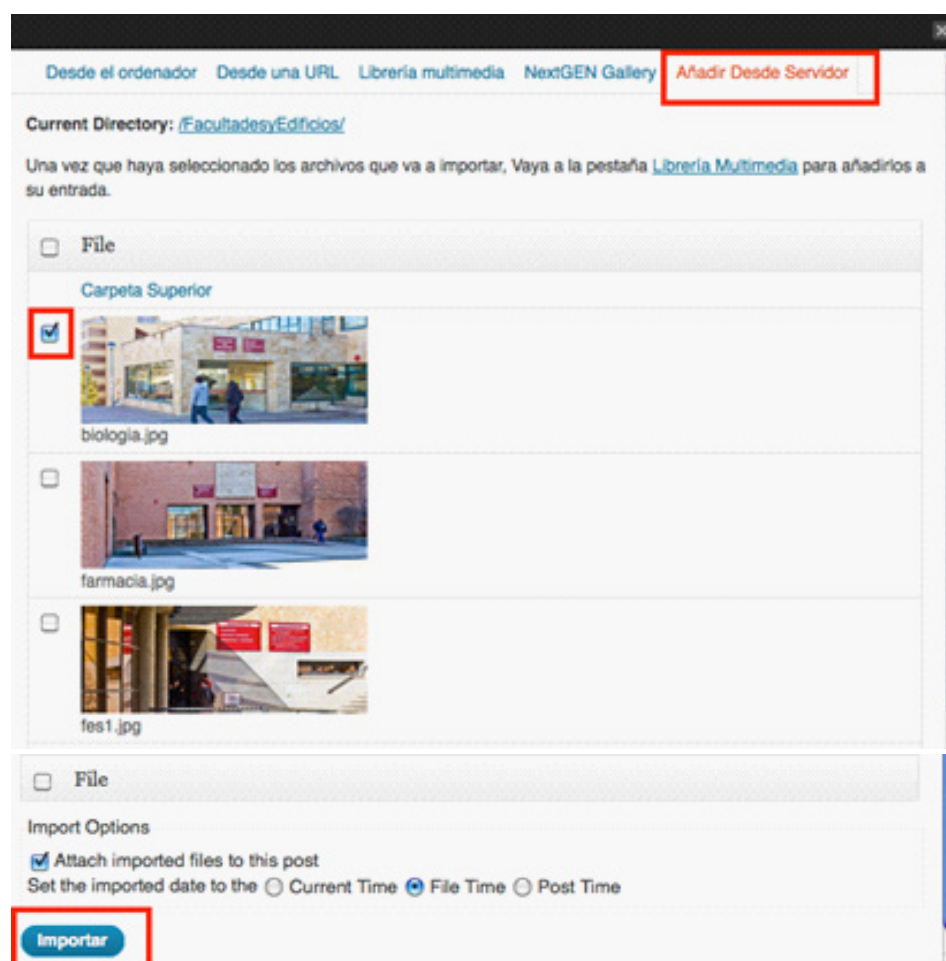 Desde el ordenador Desde una URL Librería multimedia NextGEN Gallery Añadir Desde Servidor
Current Directory: /FacultadesyEdificios/
Una vez que haya seleccionado los archivos que va a importar, Vaya a la pestaña Librería Multimedia para añadirlos a
su entrada.
File
Carpeta Superior
biologia.jpg
farmacia.jpg
fes1.jpg
File
Import Options
Attach imported files to this post
Set the imported date to the Current Time File Time Post Time
Importar